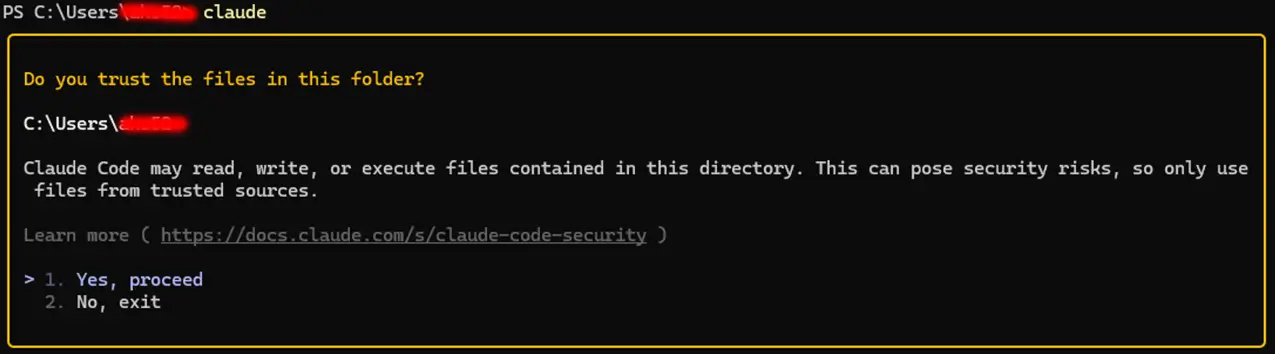 PS C:\Users\ claude
Do you trust the files in this folder?
C:\Users\
Claude Code may read, write, or execute files contained in this directory. This can pose security risks, so only use
files from trusted sources.
Learn more ( https://docs.claude.com/s/claude-code-security )
> 1. Yes, proceed
2. No, exit